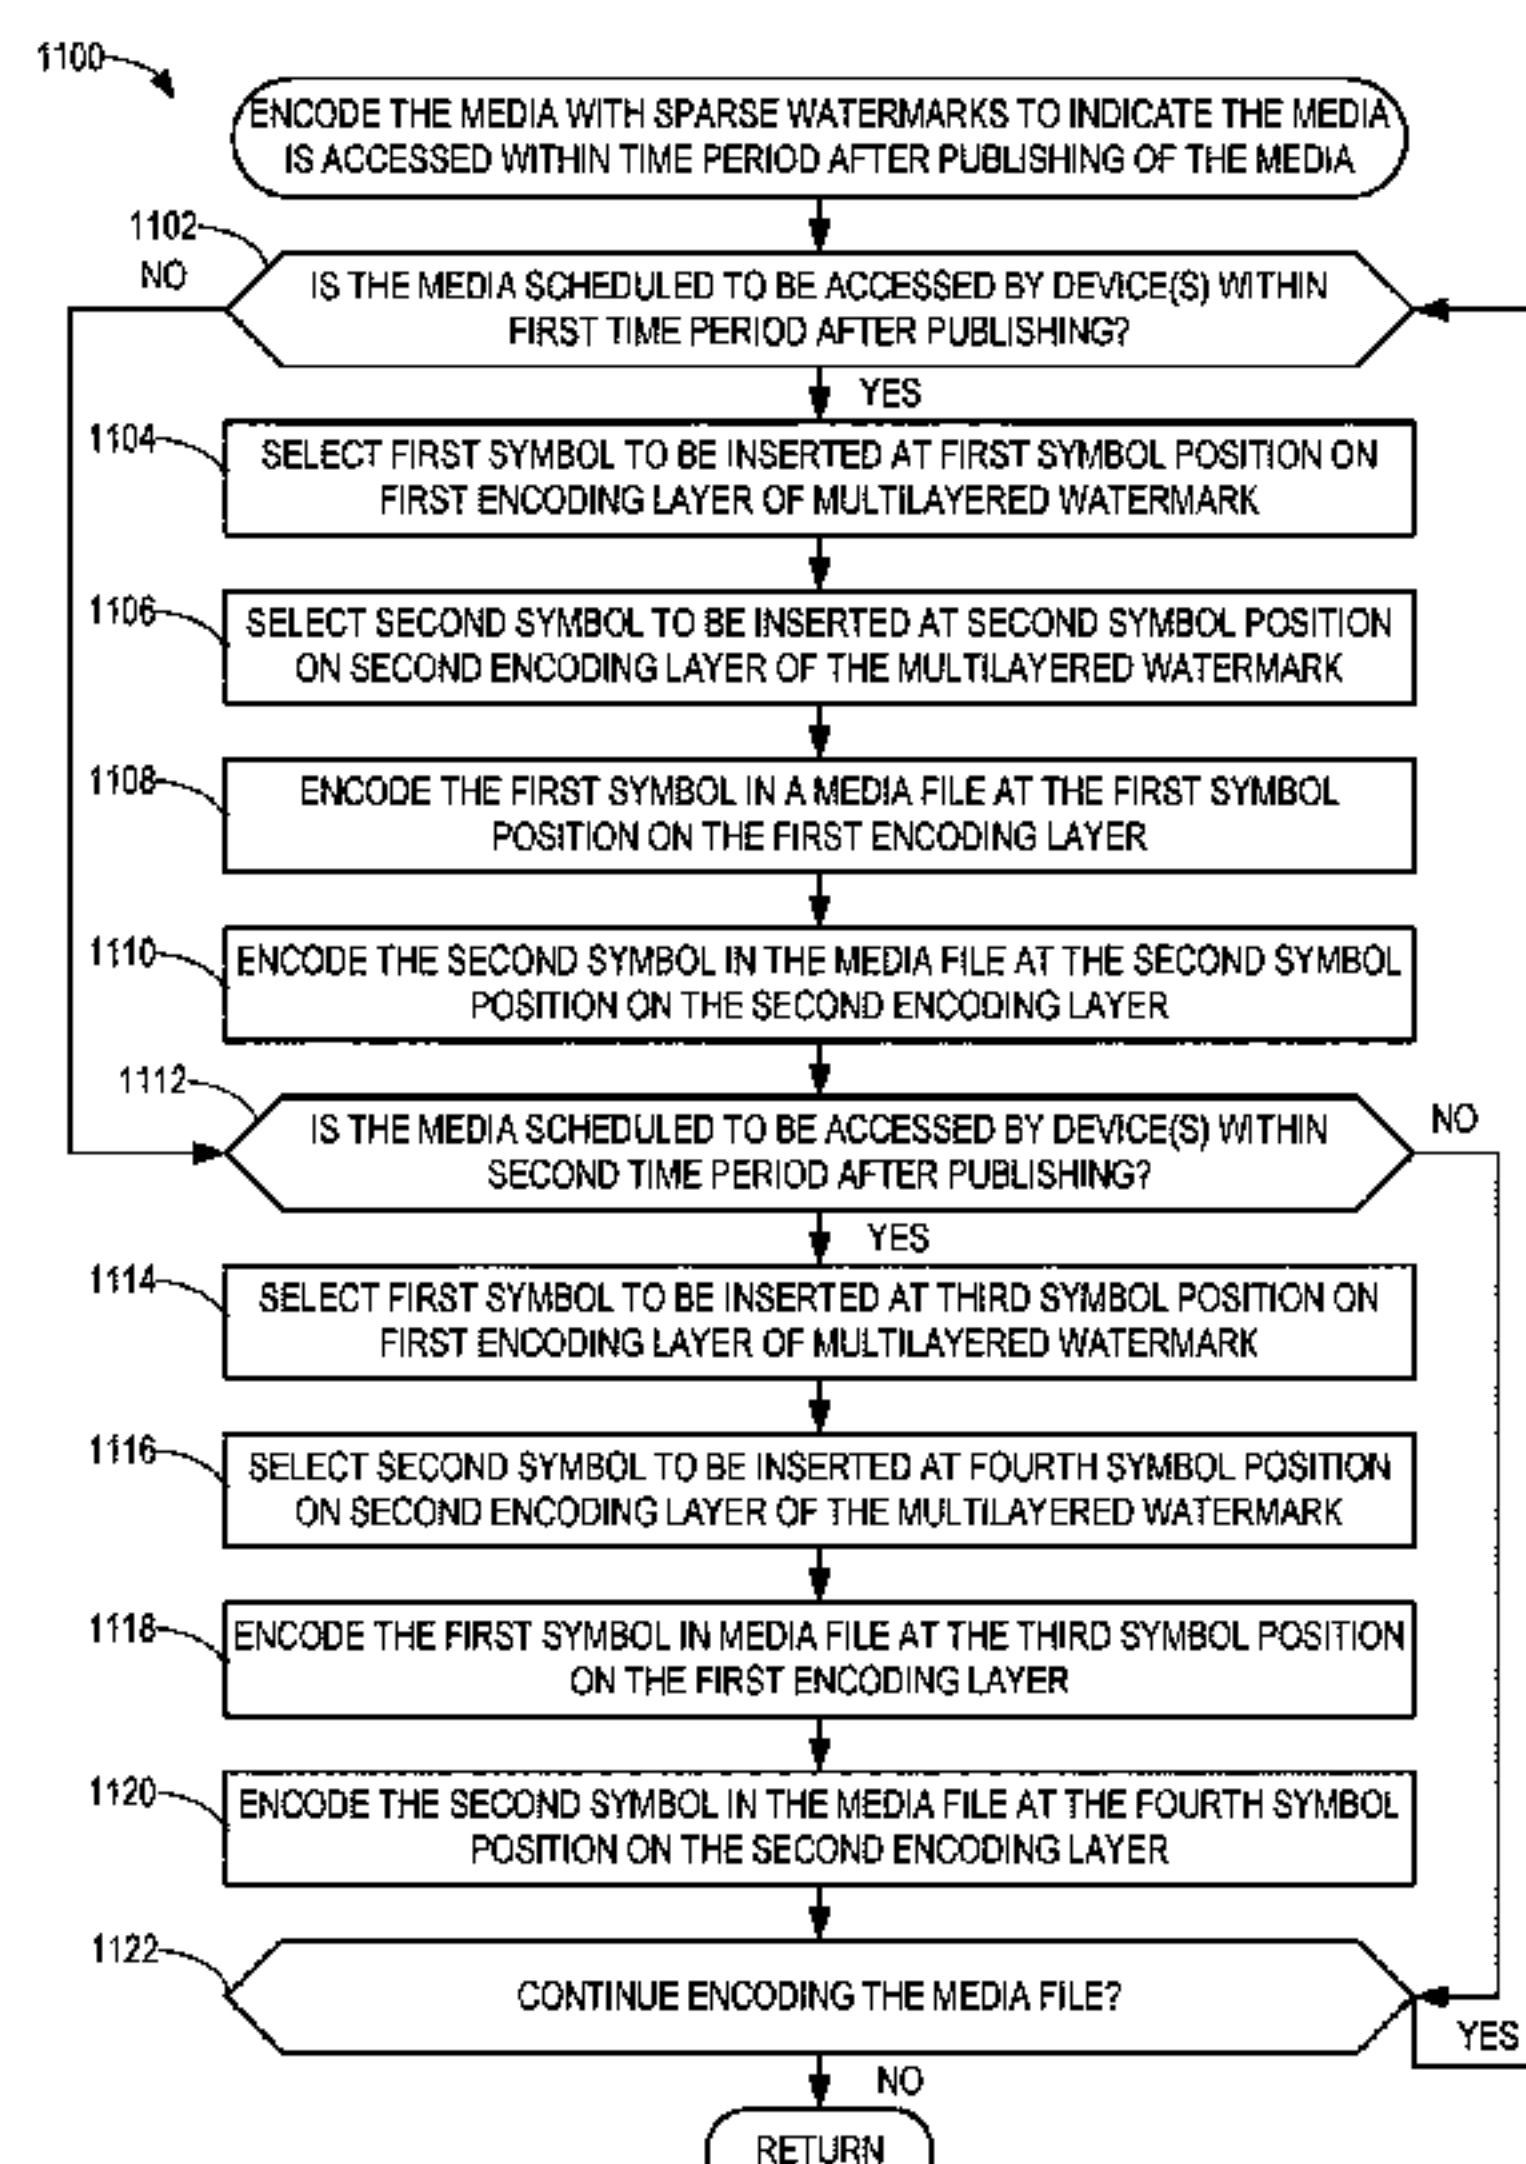 1100
ENCODE THE MEDIA WITH SPARSE WATERMARKS TO INDICATE THE MEDIA
IS ACCESSED WITHIN TIME PERIOD AFTER PUBLISHING OF THE MEDIA
1102
NO
IS THE MEDIA SCHEDULED TO BE ACCESSED BY DEVICE(S) WITHIN
FIRST TIME PERIOD AFTER PUBLISHING?
YES
1104
SELECT FIRST SYMBOL TO BE INSERTED AT FIRST SYMBOL POSITION ON
FIRST ENCODING LAYER OF MULTILAYERED WATERMARK
1106
SELECT SECOND SYMBOL TO BE INSERTED AT SECOND SYMBOL POSITION
ON SECOND ENCODING LAYER OF THE MULTILAYERED WATERMARK
1108
ENCODE THE FIRST SYMBOL IN A MEDIA FILE AT THE FIRST SYMBOL
POSITION ON THE FIRST ENCODING LAYER
1110
ENCODE THE SECOND SYMBOL IN THE MEDIA FILE AT THE SECOND SYMBOL
POSITION ON THE SECOND ENCODING LAYER
1112
IS THE MEDIA SCHEDULED TO BE ACCESSED BY DEVICE(S) WITHIN
SECOND TIME PERIOD AFTER PUBLISHING?
NO
YES
1114
SELECT FIRST SYMBOL TO BE INSERTED AT THIRD SYMBOL POSITION ON
FIRST ENCODING LAYER OF MULTILAYERED WATERMARK
1116
SELECT SECOND SYMBOL TO BE INSERTED AT FOURTH SYMBOL POSITION
ON SECOND ENCODING LAYER OF THE MULTILAYERED WATERMARK
1118
ENCODE THE FIRST SYMBOL IN MEDIA FILE AT THE THIRD SYMBOL POSITION
ON THE FIRST ENCODING LAYER
1120
ENCODE THE SECOND SYMBOL IN THE MEDIA FILE AT THE FOURTH SYMBOL
POSITION ON THE SECOND ENCODING LAYER
1122
CONTINUE ENCODING THE MEDIA FILE?
YES
NO
RETURN